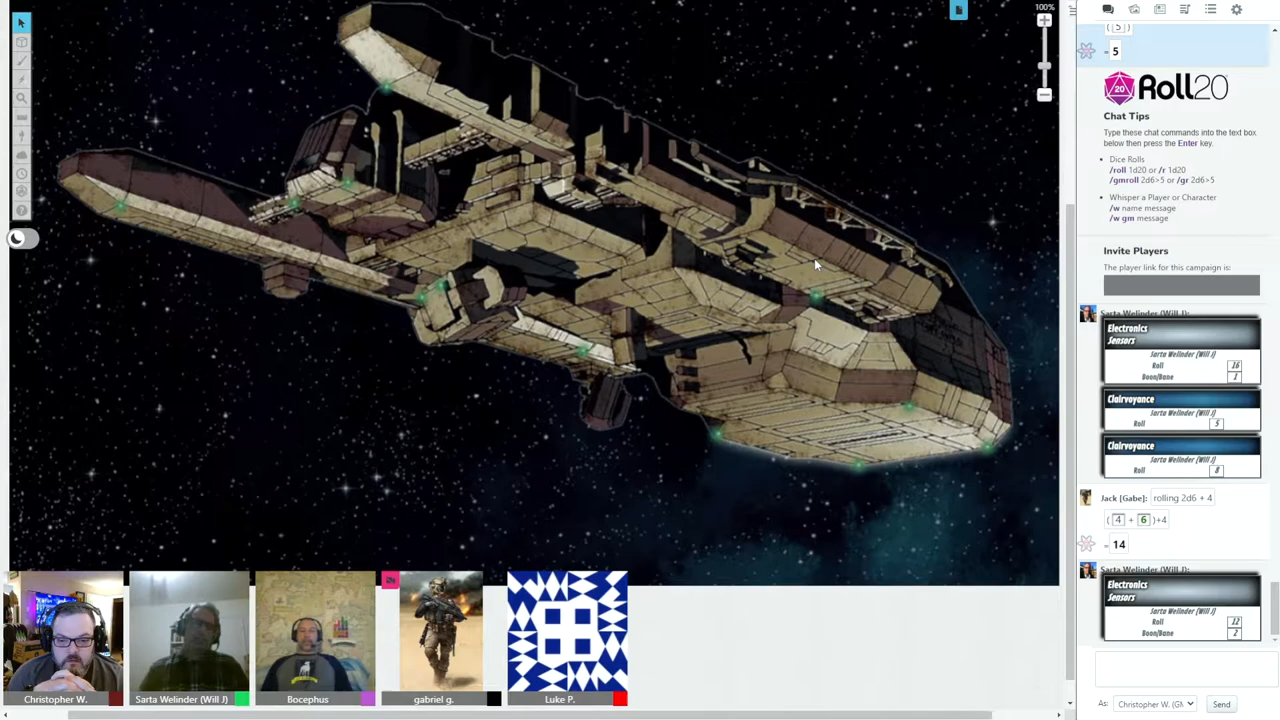 100%
( 5 )
= 5
20
Roll20
Chat Tips
Type these chat commands into the text box
below then press the Enter key.
Dice Rolls
/roll 1d20 or /r 1d20
/gmroll 2d6>5 or /gr 2d6>5
Whisper a Player or Character
/w name message
/w gm message
Invite Players
The player link for this campaign is:
Sarta Welinder (Will J):
Electronics
Sensors
Sarta Welinder (Will J)
Roll 16
Boon/Bane 1
Clairvoyance
Sarta Welinder (Will J)
Roll 5
Clairvoyance
Sarta Welinder (Will J)
Roll 8
Jack [Gabe]: rolling 2d6 + 4
( 4 + 6 )+4
= 14
Sarta Welinder (Will J):
Electronics
Sensors
Sarta Welinder (Will J)
Roll 12
Boon/Bane 2
Christopher W.
Sarta Welinder (Will J)
Bocephus
gabriel g.
Luke P.
As: Christopher W. (GM
Send